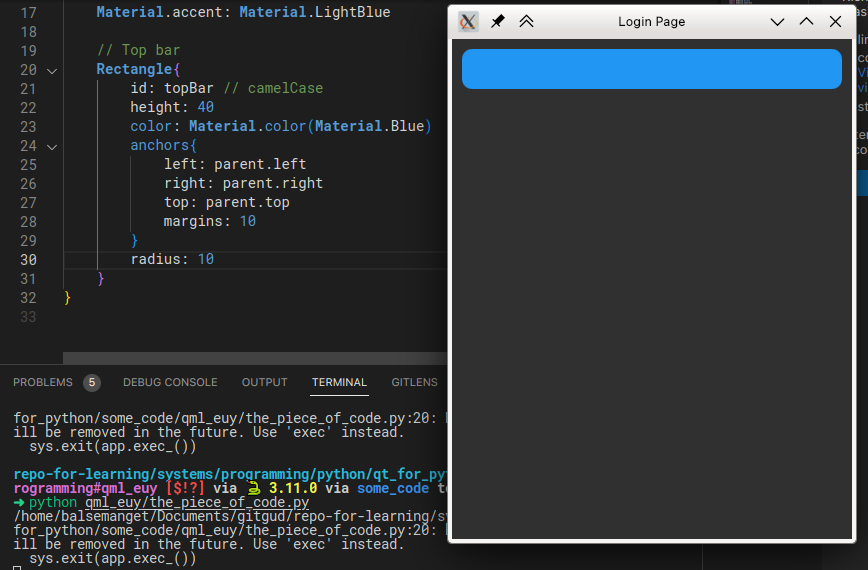 17 Material.accent: Material.LightBlue
18
19 // Top bar
20 Rectangle{
21 id: topBar // camelCase
22 height: 40
23 color: Material.color(Material.Blue)
24 anchors{
25 left: parent.left
26 right: parent.right
27 top: parent.top
28 margins: 10
29 }
30 radius: 10
31 }
32 }
33
Login Page
PROBLEMS 5 DEBUG CONSOLE OUTPUT TERMINAL GITLENS
for_python/some_code/qml_euy/the_piece_of_code.py:20:
ill be removed in the future. Use 'exec' instead.
sys.exit(app.exec_())
repo-for-learning/systems/programming/python/qt_for_py
rogramming#qml_euy [$!?] via 3.11.0 via some_code
➜ python qml_euy/the_piece_of_code.py
/home/balsemanget/Documents/gitgud/repo-for-learning/s
for_python/some_code/qml_euy/the_piece_of_code.py:20:
ill be removed in the future. Use 'exec' instead.
sys.exit(app.exec_())